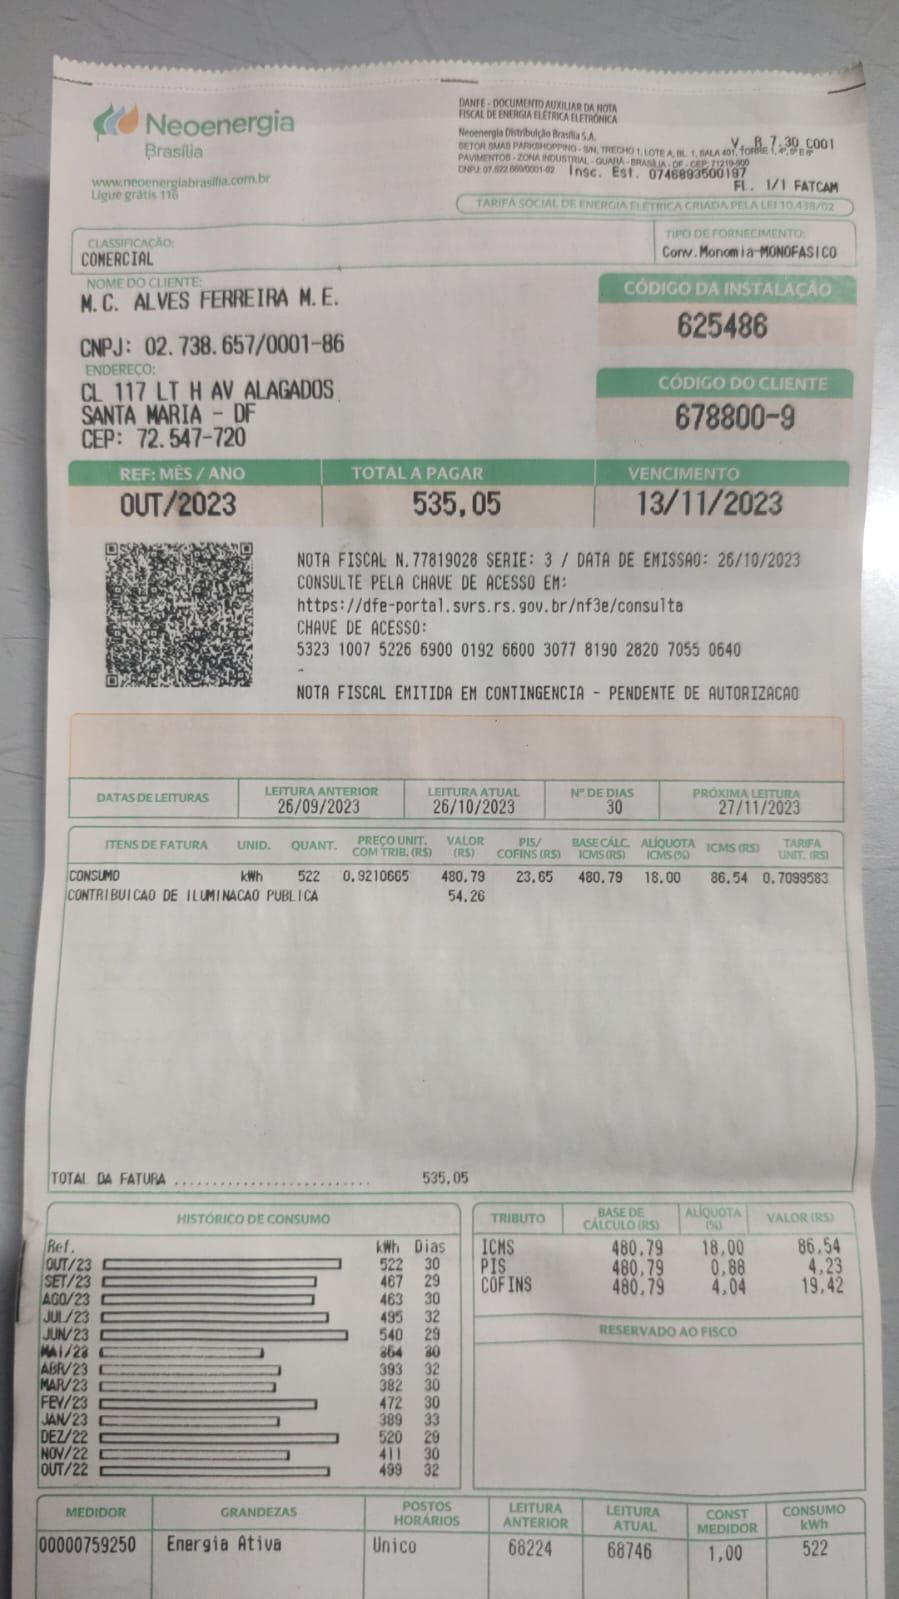 Neoenergia
Brasília
www.neoenergiabrasilia.com.br
Ligue grátis 116
DANFE - DOCUMENTO AUXILIAR DA NOTA
FISCAL DE ENERGIA ELÉTRICA ELETRÔNICA
Neoenergia Distribuição Brasília S.A.
V. R.7.30 C001
SETOR SMAS PARKSHOPPING - S/N, TRECHO 1, LOTE A, BL. 1, SALA 401, TORRE 1,
PAVIMENTOS - ZONA INDUSTRIAL - GUARÁ - BRASÍLIA - DF - CEP: 71219-900
CNPJ: 07.522.669/0001-92 Insc. Est. 0746893500197
FL. 1/1 FATCAM
TARIFA SOCIAL DE ENERGIA ELÉTRICA CRIADA PELA LEI 10.438/02
CLASSIFICAÇÃO:
COMERCIAL
TIPO DE FORNECIMENTO:
Conv.Monomia-MONOFASICO
NOME DO CLIENTE:
M.C. ALVES FERREIRA M.E.
CNPJ: 02.738.657/0001-86
ENDEREÇO:
CL 117 LT H AV ALAGADOS
SANTA MARIA - DF
CEP: 72.547-720
CÓDIGO DA INSTALAÇÃO
625486
CÓDIGO DO CLIENTE
678800-9
REF: MÊS / ANO TOTAL A PAGAR VENCIMENTO
OUT/2023 535,05 13/11/2023
NOTA FISCAL N.77819028 SERIE: 3 / DATA DE EMISSAO: 26/10/2023
CONSULTE PELA CHAVE DE ACESSO EM:
https://dfe-portal.svrs.rs.gov.br/nf3e/consulta
CHAVE DE ACESSO:
5323 1007 5226 6900 0192 6600 3077 8190 2820 7055 0640
-
NOTA FISCAL EMITIDA EM CONTINGENCIA - PENDENTE DE AUTORIZACAO
DATAS DE LEITURAS LEITURA ANTERIOR LEITURA ATUAL Nº DE DIAS PRÓXIMA LEITURA
26/09/2023 26/10/2023 30 27/11/2023
ITENS DE FATURA UNID. QUANT. PREÇO UNIT. COM TRIB. (R$) VALOR (R$) PIS/ COFINS (R$) BASE CÁLC. ICMS (R$) ALÍQUOTA ICMS (%) ICMS (R$) TARIFA UNIT. (R$)
CONSUMO kWh 522 0,9210665 480,79 23,65 480,79 18,00 86,54 0,7099583
CONTRIBUICAO DE ILUMINACAO PUBLICA 54,26
TOTAL DA FATURA .......................... 535,05
HISTÓRICO DE CONSUMO
Ref. kWh Dias
OUT/23 522 30
SET/23 467 29
AGO/23 463 30
JUL/23 495 32
JUN/23 540 29
MAI/23 364 30
ABR/23 393 32
MAR/23 382 30
FEV/23 472 30
JAN/23 389 33
DEZ/22 520 29
NOV/22 411 30
OUT/22 499 32
TRIBUTO BASE DE CÁLCULO (R$) ALÍQUOTA (%) VALOR (R$)
ICMS 480,79 18,00 86,54
PIS 480,79 0,88 4,23
COFINS 480,79 4,04 19,42
RESERVADO AO FISCO
MEDIDOR GRANDEZAS POSTOS HORÁRIOS LEITURA ANTERIOR LEITURA ATUAL CONST MEDIDOR CONSUMO kWh
00000759250 Energia Ativa Unico 68224 68746 1,00 522